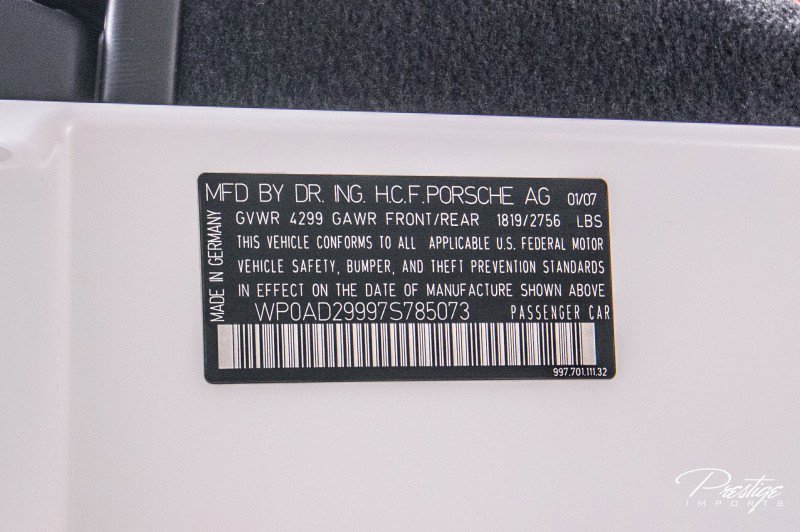 MFD BY DR. ING. H.C.F. PORSCHE AG 01/07
GVWR 4299 GAWR FRONT/REAR 1819/2756 LBS
THIS VEHICLE CONFORMS TO ALL APPLICABLE U.S. FEDERAL MOTOR
VEHICLE SAFETY, BUMPER, AND THEFT PREVENTION STANDARDS
IN EFFECT ON THE DATE OF MANUFACTURE SHOWN ABOVE
WP0AD29997S785073 PASSENGER CAR
MADE IN GERMANY
997.701.111.32
Prestige
IMPORTS